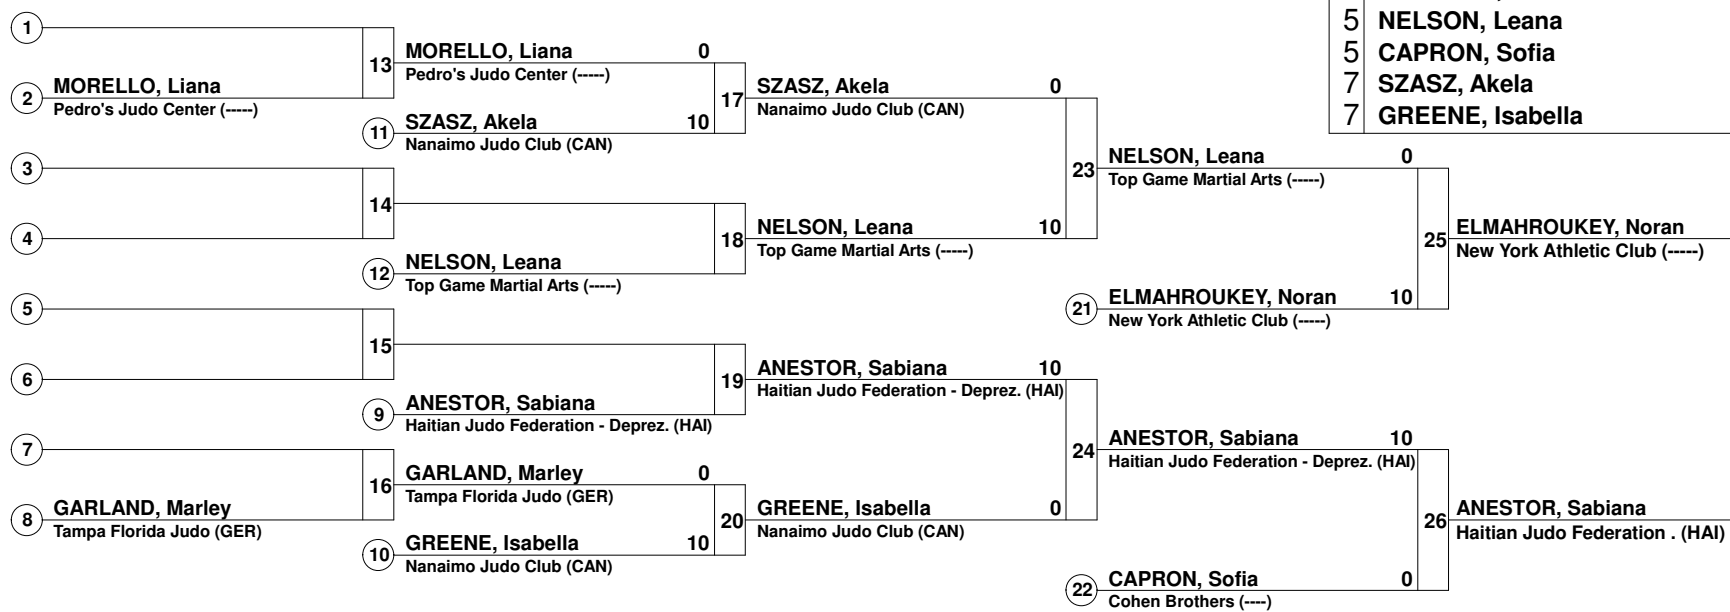 1
MORELLO, Liana
2
Pedro's Judo Center (-----)
13
MORELLO, Liana 0
Pedro's Judo Center (-----)
11
SZASZ, Akela 10
Nanaimo Judo Club (CAN)
17
SZASZ, Akela 0
Nanaimo Judo Club (CAN)
3
14
4
12
NELSON, Leana
Top Game Martial Arts (-----)
18
NELSON, Leana 10
Top Game Martial Arts (-----)
23
NELSON, Leana 0
Top Game Martial Arts (-----)
21
ELMAHROUKEY, Noran 10
New York Athletic Club (-----)
25
ELMAHROUKEY, Noran
New York Athletic Club (-----)
5
15
6
9
ANESTOR, Sabiana
Haitian Judo Federation - Deprez. (HAI)
19
ANESTOR, Sabiana 10
Haitian Judo Federation - Deprez. (HAI)
7
GARLAND, Marley
8
Tampa Florida Judo (GER)
16
GARLAND, Marley 0
Tampa Florida Judo (GER)
10
GREENE, Isabella 10
Nanaimo Judo Club (CAN)
20
GREENE, Isabella 0
Nanaimo Judo Club (CAN)
24
ANESTOR, Sabiana 10
Haitian Judo Federation - Deprez. (HAI)
22
CAPRON, Sofia 0
Cohen Brothers (----)
26
ANESTOR, Sabiana
Haitian Judo Federation . (HAI)
5 NELSON, Leana
5 CAPRON, Sofia
7 SZASZ, Akela
7 GREENE, Isabella